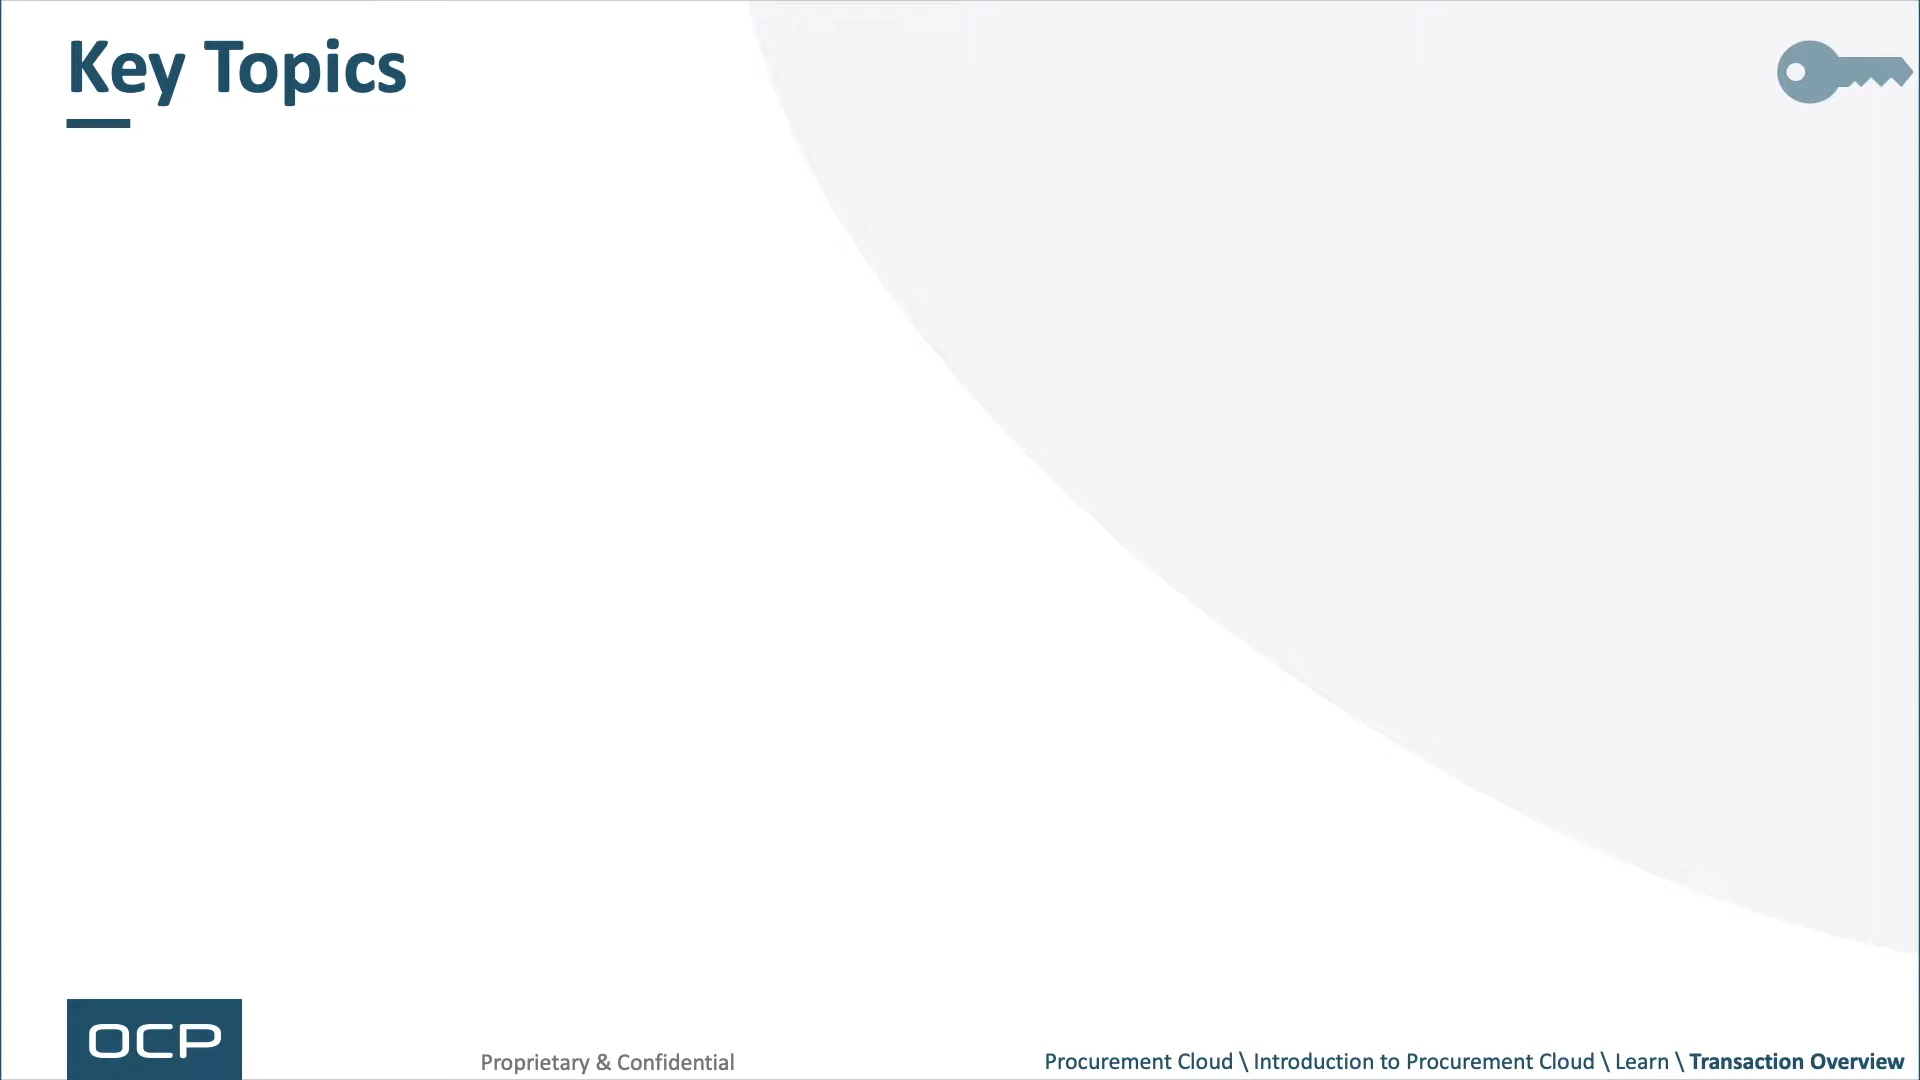 Key Topics
OCP
Proprietary & Confidential
Procurement Cloud \ Introduction to Procurement Cloud \ Learn \ Transaction Overview